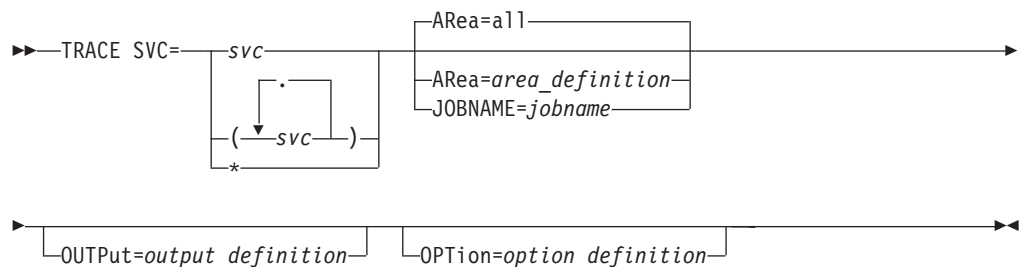 ARea=all
TRACE SVC= svc
. ARea=area_definition
JOBNAME=jobname
( svc )
*
OUTPut=output definition OPTion=option definition